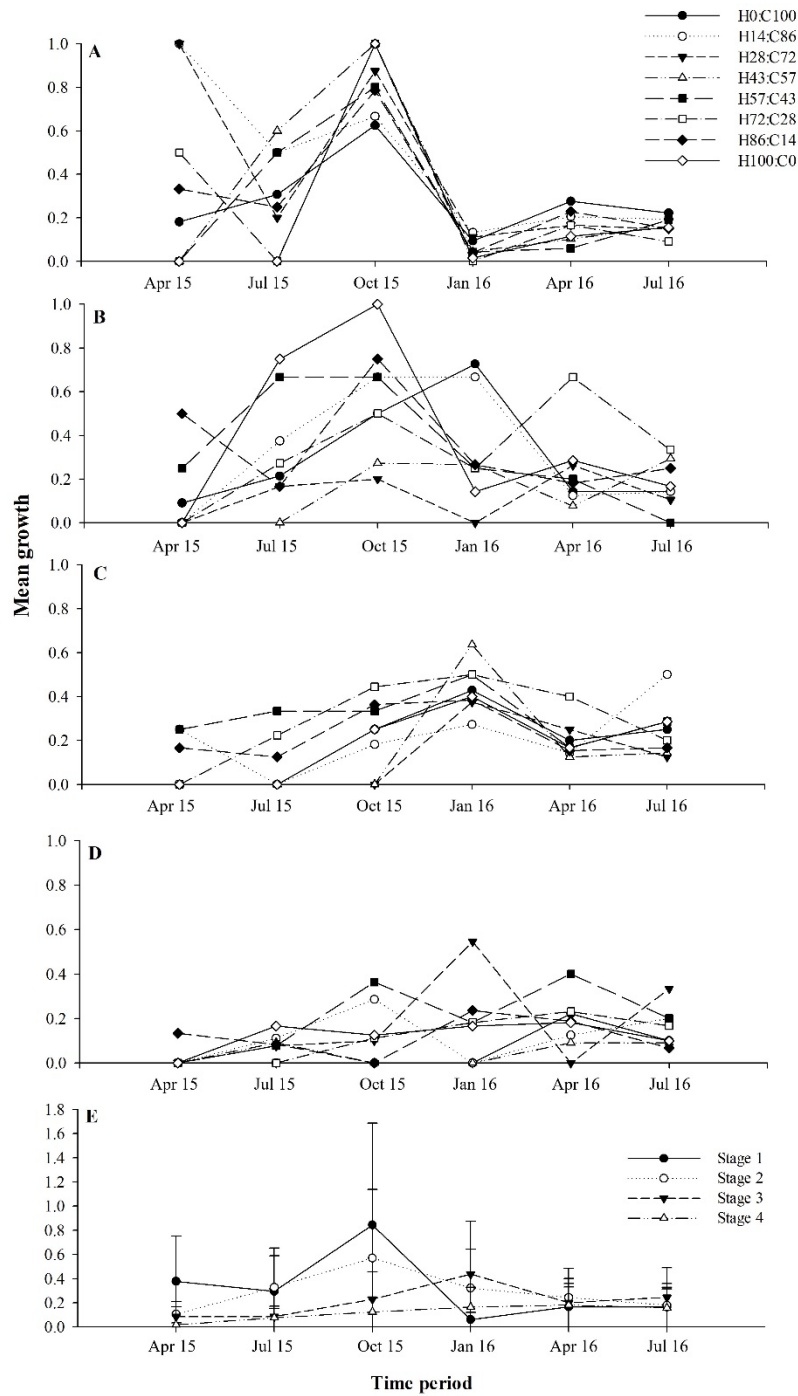 H0:C100
H14:C86
H28:C72
H43:C57
H57:C43
H72:C28
H86:C14
H100:C0
A
1.0
0.8
0.6
0.4
0.2
0.0
Apr 15 Jul 15 Oct 15 Jan 16 Apr 16 Jul 16
B
1.0
0.8
0.6
0.4
0.2
0.0
Apr 15 Jul 15 Oct 15 Jan 16 Apr 16 Jul 16
Mean growth
C
1.0
0.8
0.6
0.4
0.2
0.0
Apr 15 Jul 15 Oct 15 Jan 16 Apr 16 Jul 16
D
1.0
0.8
0.6
0.4
0.2
0.0
Apr 15 Jul 15 Oct 15 Jan 16 Apr 16 Jul 16
E
1.8
1.6
1.4
1.2
1.0
0.8
0.6
0.4
0.2
0.0
Stage 1
Stage 2
Stage 3
Stage 4
Apr 15 Jul 15 Oct 15 Jan 16 Apr 16 Jul 16
Time period